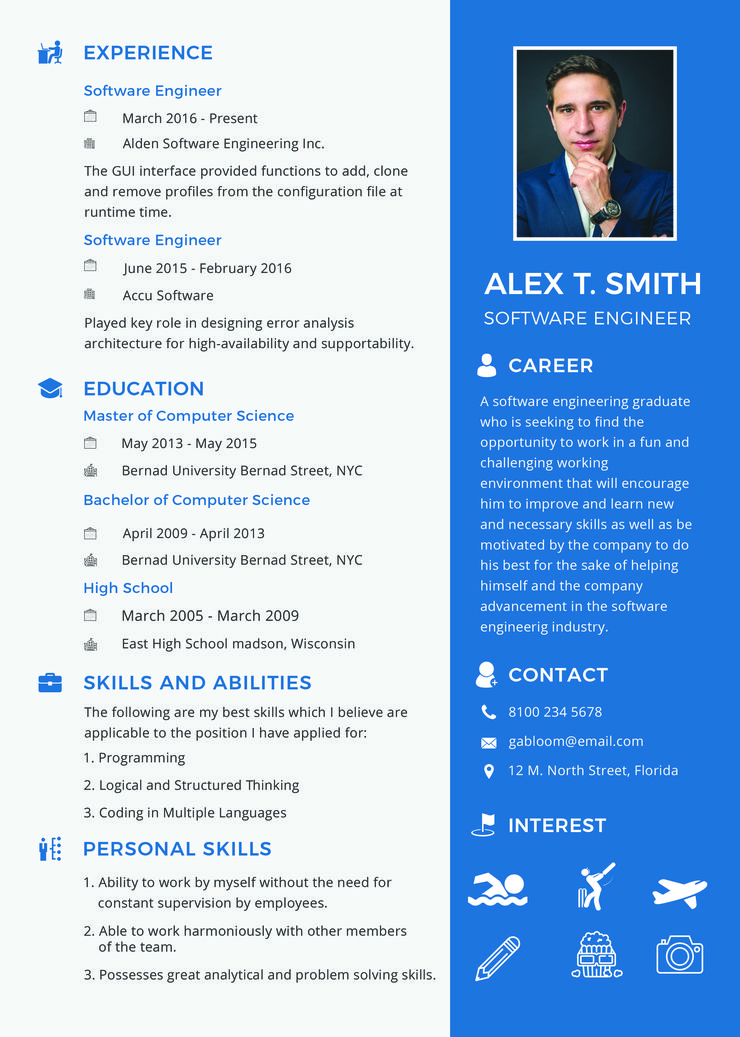 EXPERIENCE
Software Engineer
March 2016 - Present
Alden Software Engineering Inc.
The GUI interface provided functions to add, clone
and remove profiles from the configuration file at
runtime time.
Software Engineer
June 2015 - February 2016
Accu Software
Played key role in designing error analysis
architecture for high-availability and supportability.
EDUCATION
Master of Computer Science
May 2013 - May 2015
Bernad University Bernad Street, NYC
Bachelor of Computer Science
April 2009 - April 2013
Bernad University Bernad Street, NYC
High School
March 2005 - March 2009
East High School madson, Wisconsin
SKILLS AND ABILITIES
The following are my best skills which I believe are
applicable to the position I have applied for:
1. Programming
2. Logical and Structured Thinking
3. Coding in Multiple Languages
PERSONAL SKILLS
1. Ability to work by myself without the need for
constant supervision by employees.
2. Able to work harmoniously with other members
of the team.
3. Possesses great analytical and problem solving skills.
ALEX T. SMITH
SOFTWARE ENGINEER
CAREER
A software engineering graduate
who is seeking to find the
opportunity to work in a fun and
challenging working
environment that will encourage
him to improve and learn new
and necessary skills as well as be
motivated by the company to do
his best for the sake of helping
himself and the company
advancement in the software
engineerig industry.
CONTACT
8100 234 5678
gabloom@email.com
12 M. North Street, Florida
INTEREST